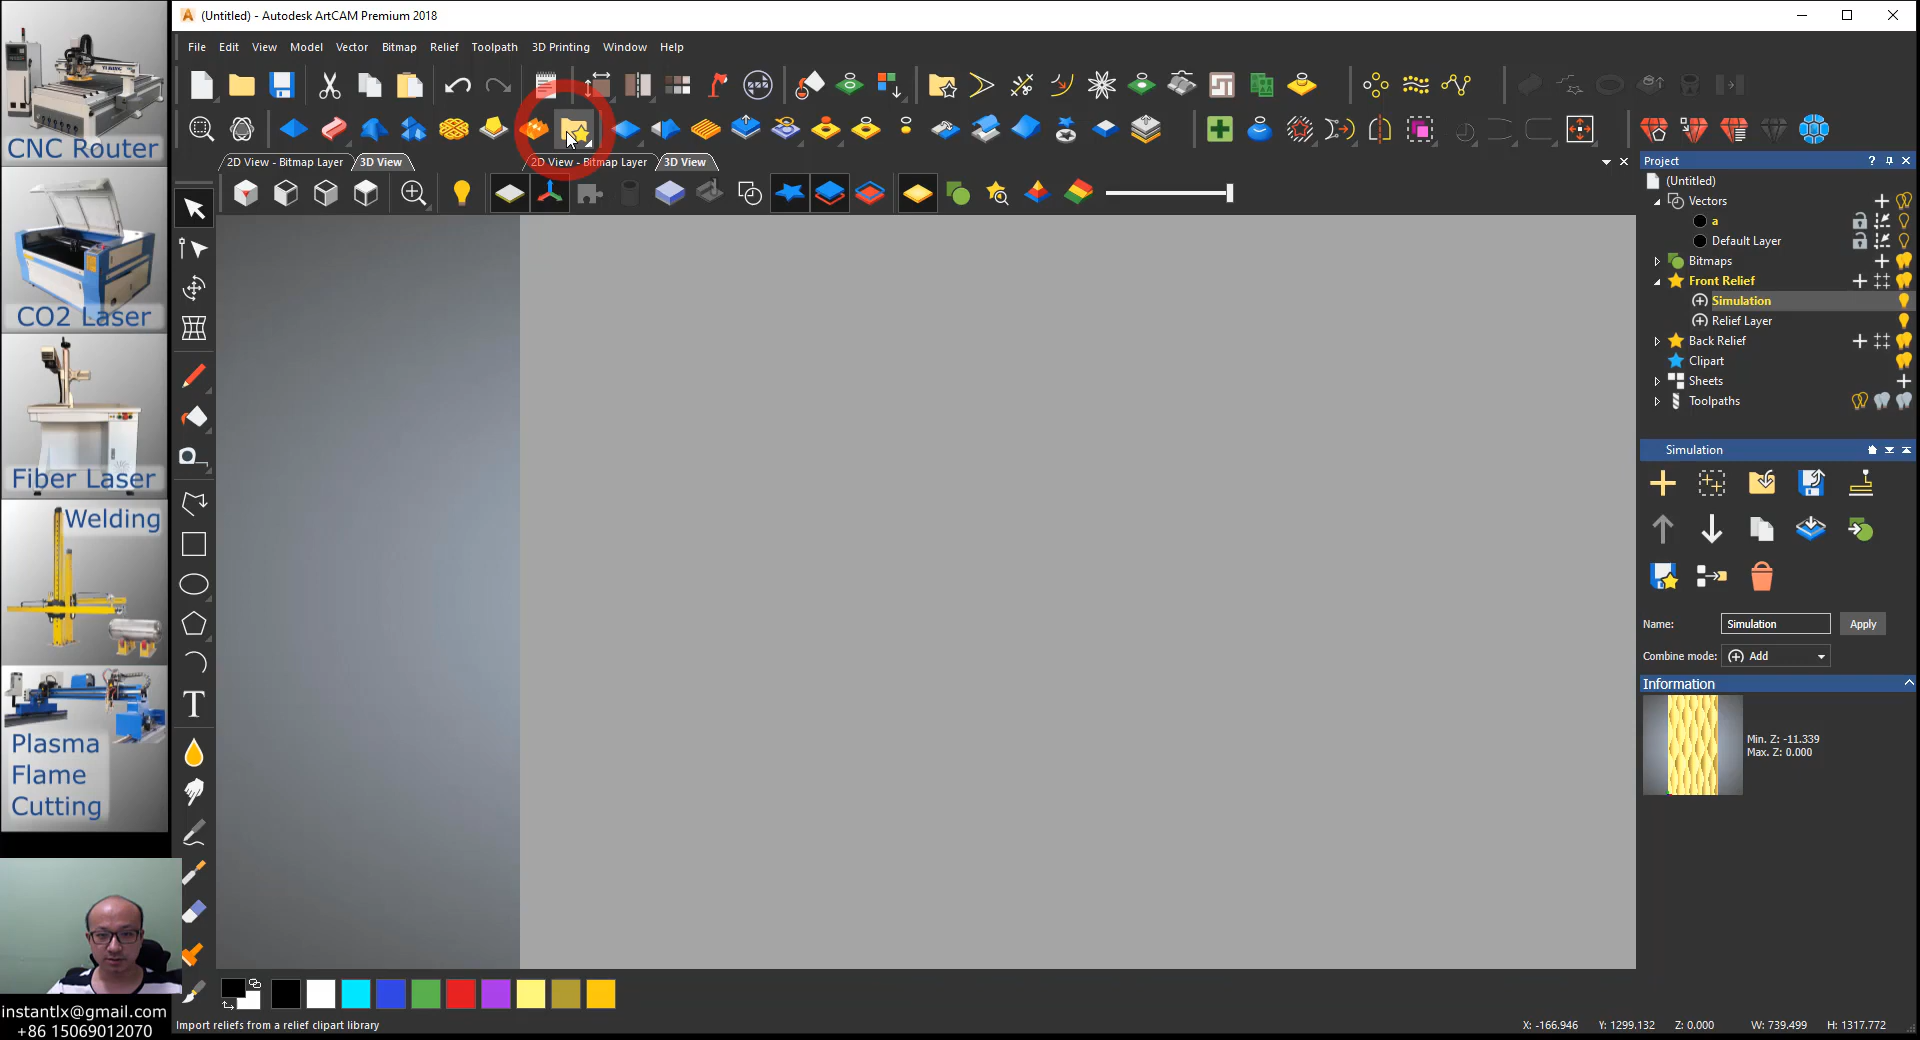 (Untitled) - Autodesk ArtCAM Premium 2018
File Edit View Model Vector Bitmap Relief Toolpath 3D Printing Window Help
CNC Router
CO2 Laser
Fiber Laser
Welding
Plasma
Flame
Cutting
instantlx@gmail.com
+86 15069012070
2D View - Bitmap Layer 3D View 2D View - Bitmap Layer 3D View
Project
(Untitled)
Vectors
a
Default Layer
Bitmaps
Front Relief
Simulation
Relief Layer
Back Relief
Clipart
Sheets
Toolpaths
Simulation
Name: Simulation Apply
Combine mode: Add
Information
Min. Z: -11.339
Max. Z: 0.000
Import reliefs from a relief clipart library
X: -166.946 Y: 1299.132 Z: 0.000 W: 739.499 H: 1317.772